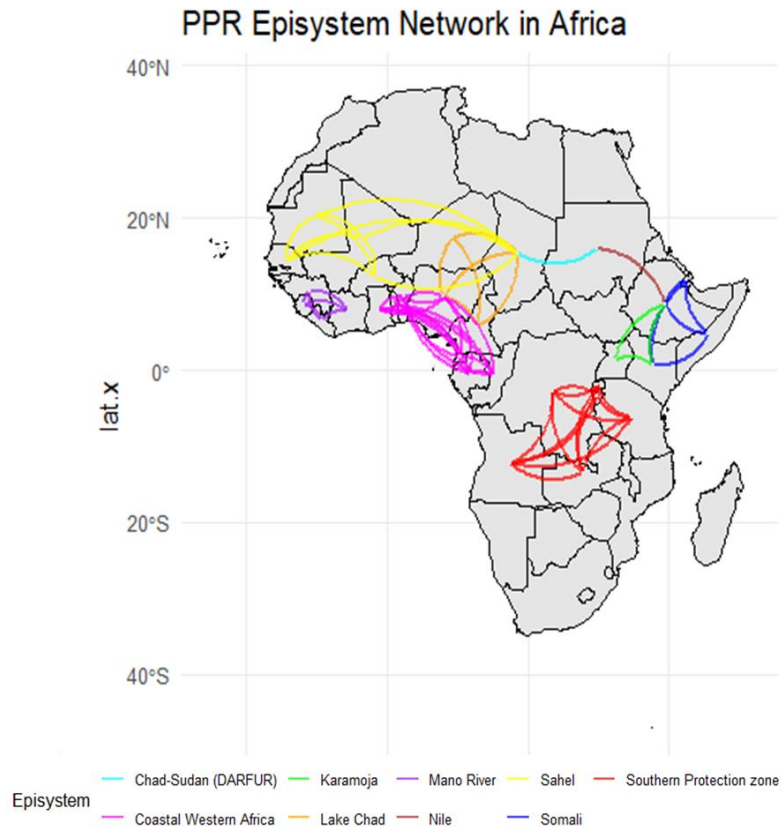 PPR Episystem Network in Africa
40°N
20°N
0°
20°S
40°S
lat.x
Episystem
Chad-Sudan (DARFUR) Karamoja Mano River Sahel Southern Protection zone
Coastal Western Africa Lake Chad Nile Somali